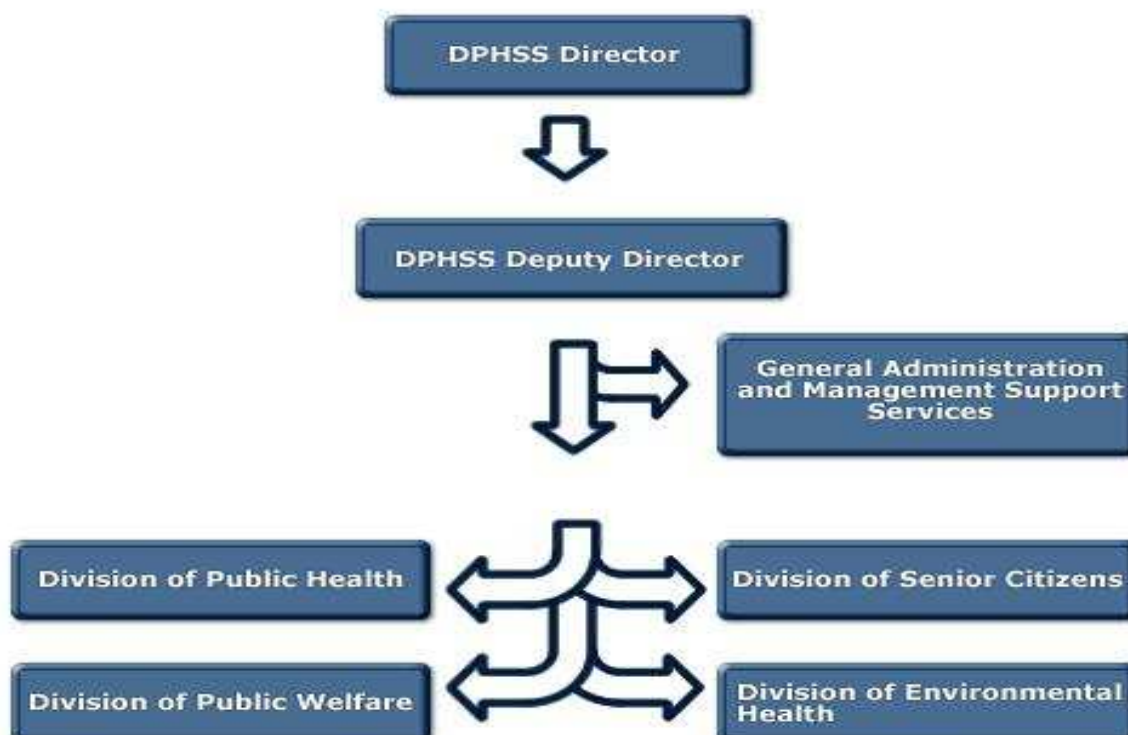 DPHSS Director
DPHSS Deputy Director
General Administration
and Management Support
Services
Division of Public Health
Division of Senior Citizens
Division of Public Welfare
Division of Environmental
Health